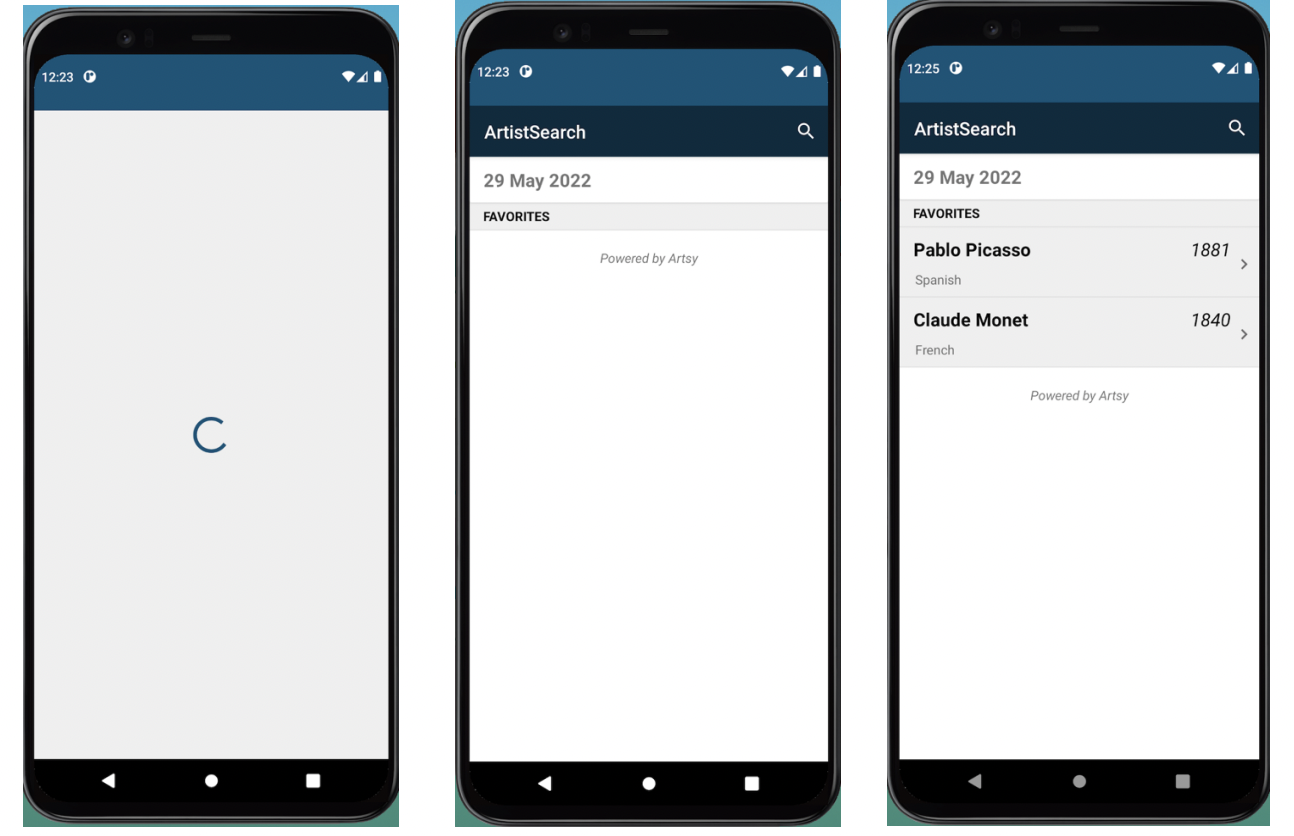 12:23
12:23
ArtistSearch
29 May 2022
FAVORITES
Powered by Artsy
12:25
ArtistSearch
29 May 2022
FAVORITES
Pablo Picasso 1881
Spanish
Claude Monet 1840
French
Powered by Artsy